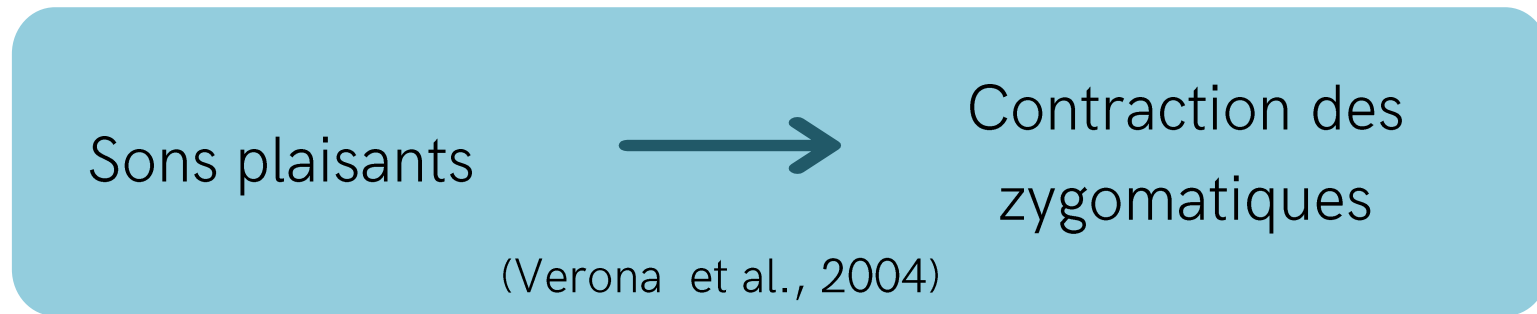 Sons plaisants
Contraction des
zygomatiques
(Verona et al., 2004)